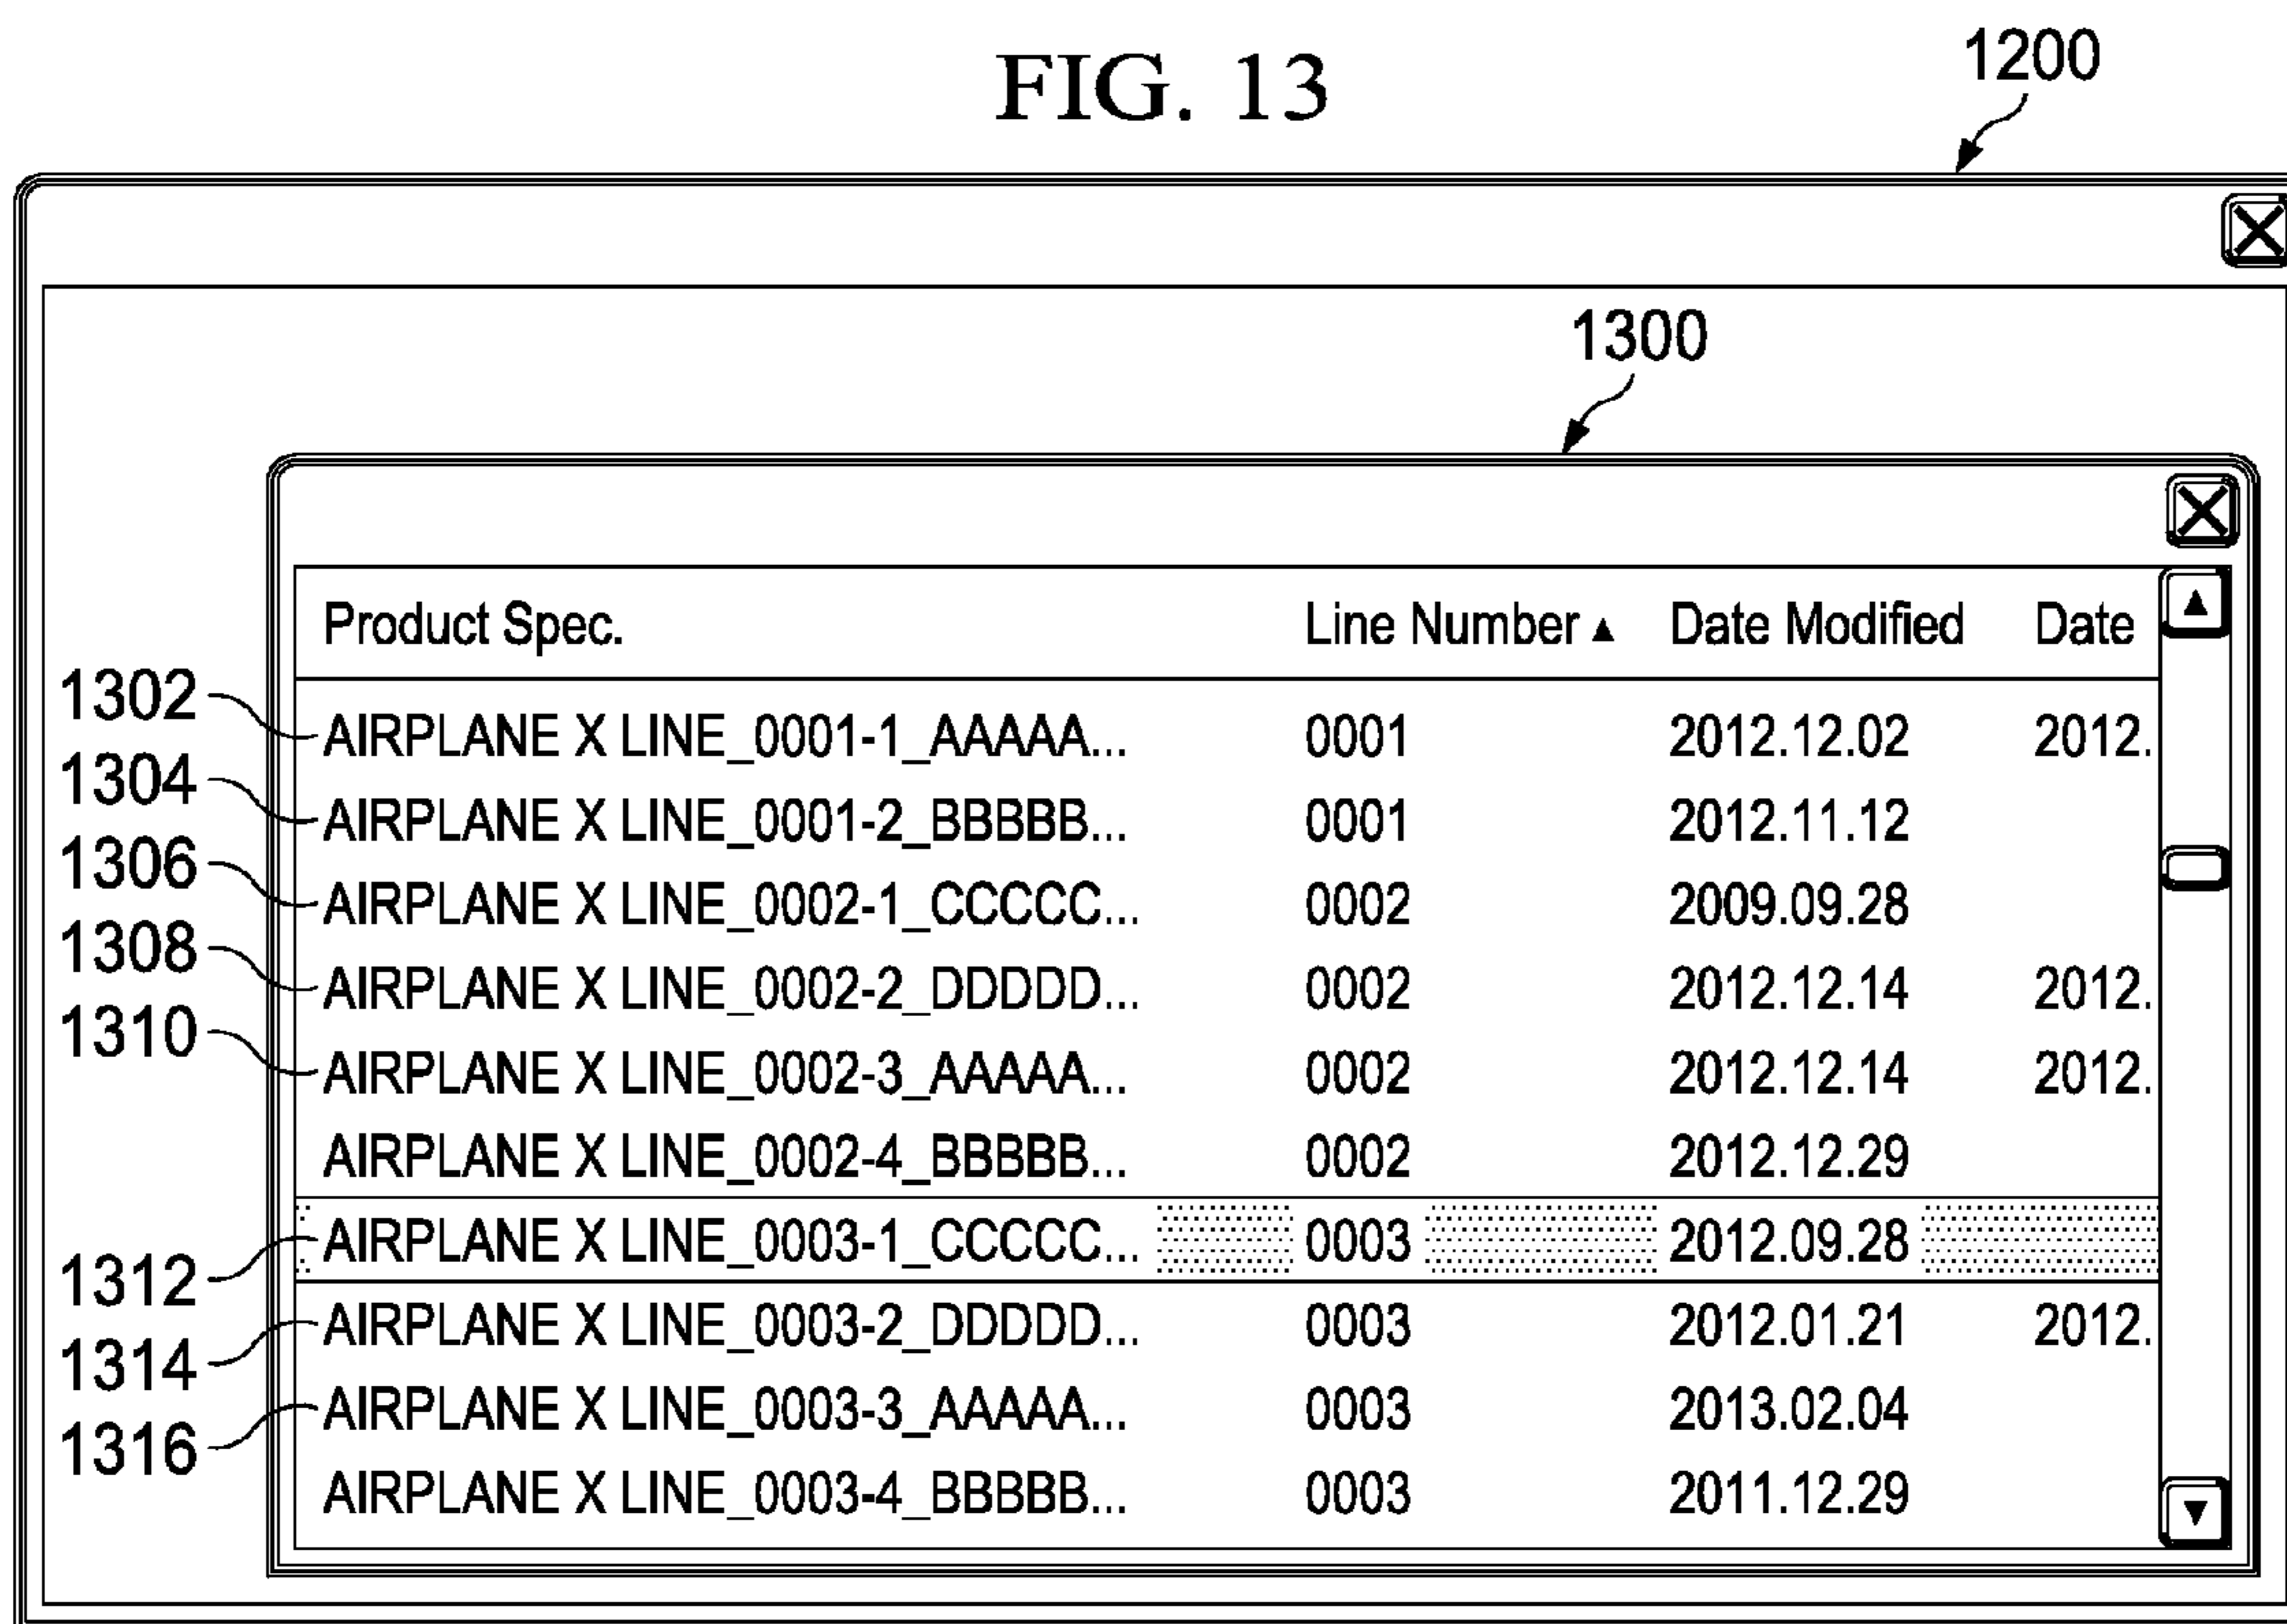 FIG. 13
1200
1300
Product Spec. Line Number ▲ Date Modified Date
1302 AIRPLANE X LINE_0001-1_AAAAA... 0001 2012.12.02 2012.
1304 AIRPLANE X LINE_0001-2_BBBBB... 0001 2012.11.12
1306 AIRPLANE X LINE_0002-1_CCCCC... 0002 2009.09.28
1308 AIRPLANE X LINE_0002-2_DDDDD... 0002 2012.12.14 2012.
1310 AIRPLANE X LINE_0002-3_AAAAA... 0002 2012.12.14 2012.
AIRPLANE X LINE_0002-4_BBBBB... 0002 2012.12.29
1312 AIRPLANE X LINE_0003-1_CCCCC... 0003 2012.09.28
1314 AIRPLANE X LINE_0003-2_DDDDD... 0003 2012.01.21 2012.
1316 AIRPLANE X LINE_0003-3_AAAAA... 0003 2013.02.04
AIRPLANE X LINE_0003-4_BBBBB... 0003 2011.12.29